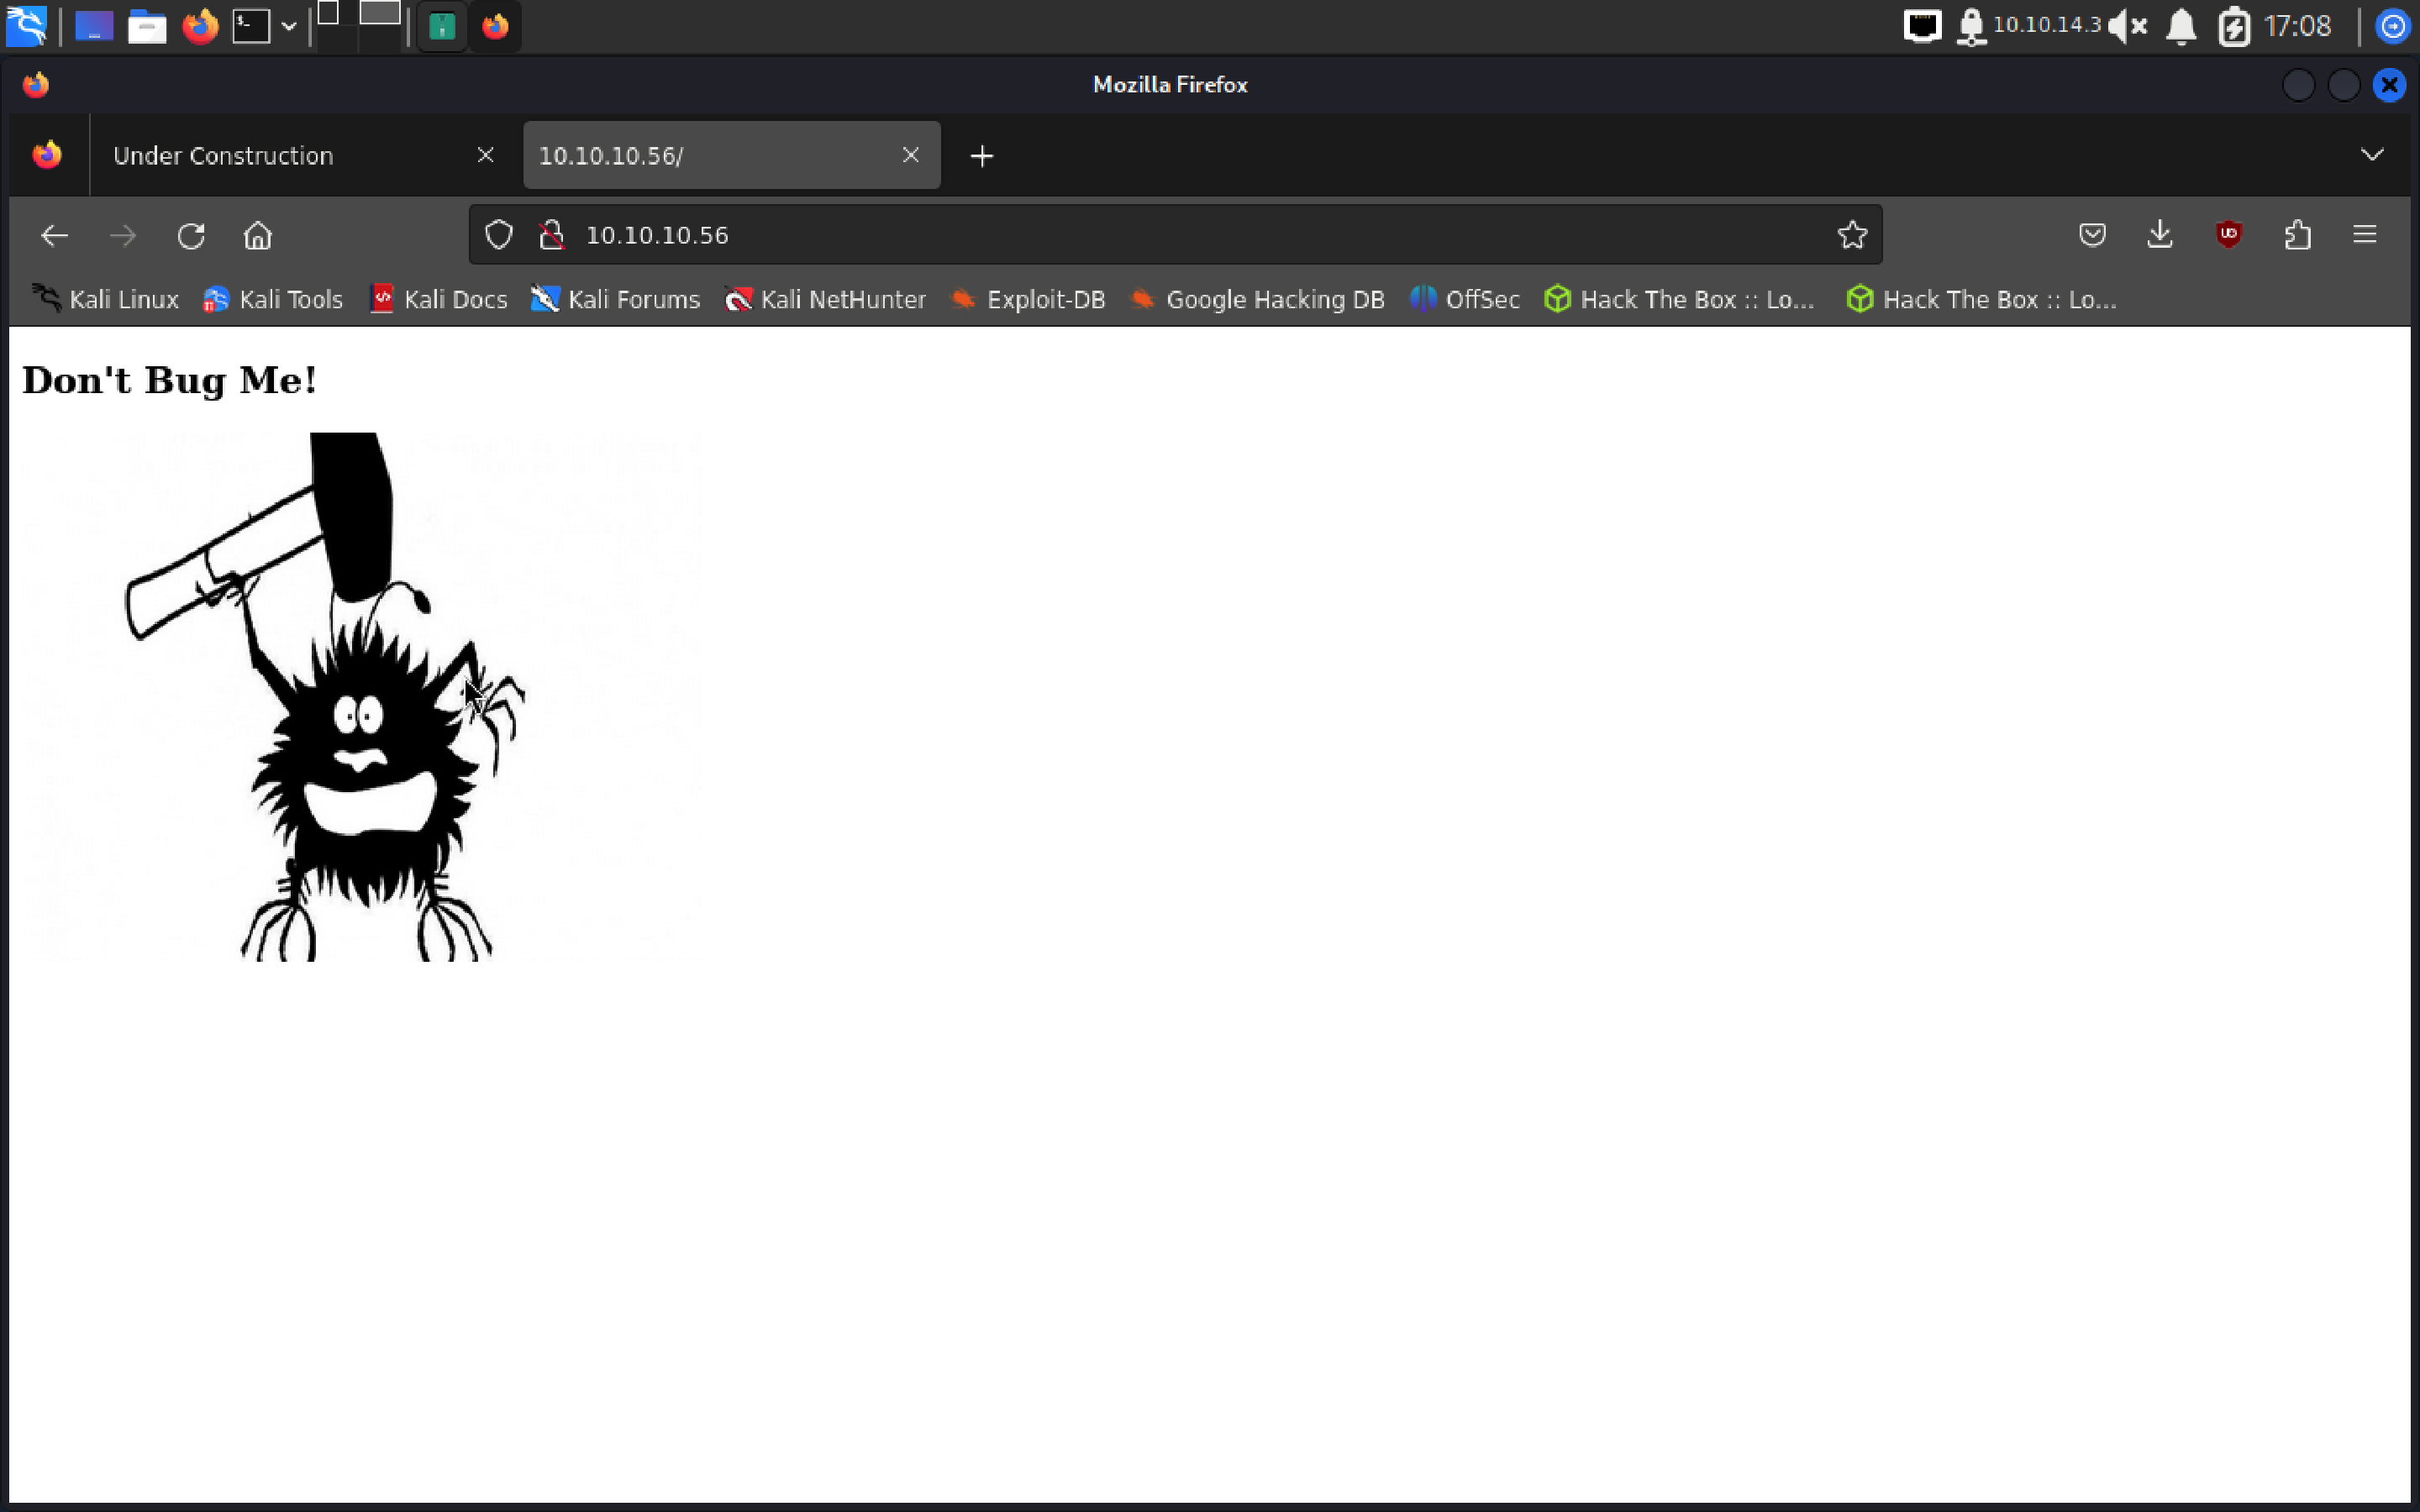 10.10.14.3 17:08
Mozilla Firefox
Under Construction 10.10.10.56/
10.10.10.56
Kali Linux Kali Tools Kali Docs Kali Forums Kali NetHunter Exploit-DB Google Hacking DB OffSec Hack The Box :: Lo... Hack The Box :: Lo...
Don't Bug Me!